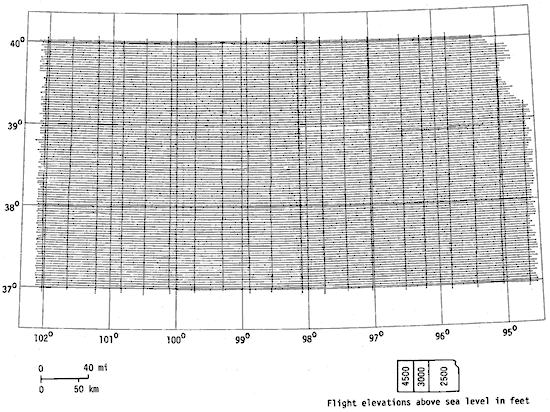 40°
39°
38°
37°
102° 101° 100° 99° 98° 97° 96° 95°
0 40 mi
0 50 km
4500 3000 2500
Flight elevations above sea level in feet